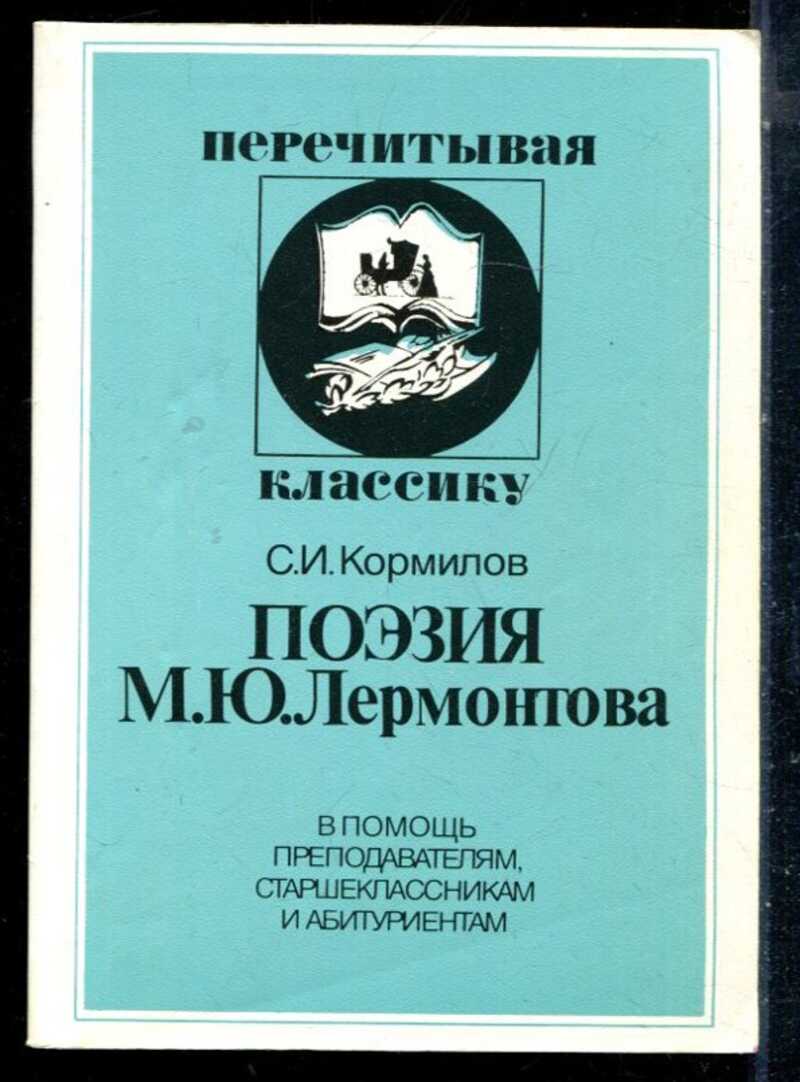 перечитывая
классику
С.И.Кормилов
ПОЭЗИЯ
М.Ю.Лермонтова
В ПОМОЩЬ
ПРЕПОДАВАТЕЛЯМ,
СТАРШЕКЛАССНИКАМ
И АБИТУРИЕНТАМ